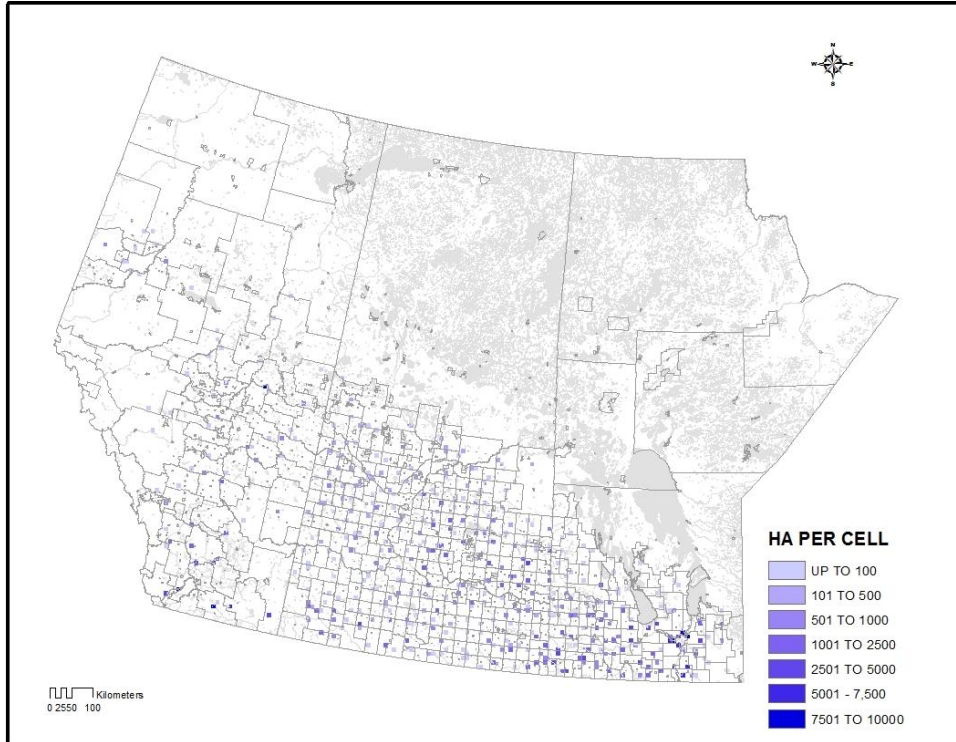 N
W E
S
HA PER CELL
UP TO 100
101 TO 500
501 TO 1000
1001 TO 2500
2501 TO 5000
5001 - 7,500
7501 TO 10000
Kilometers
0 2550 100